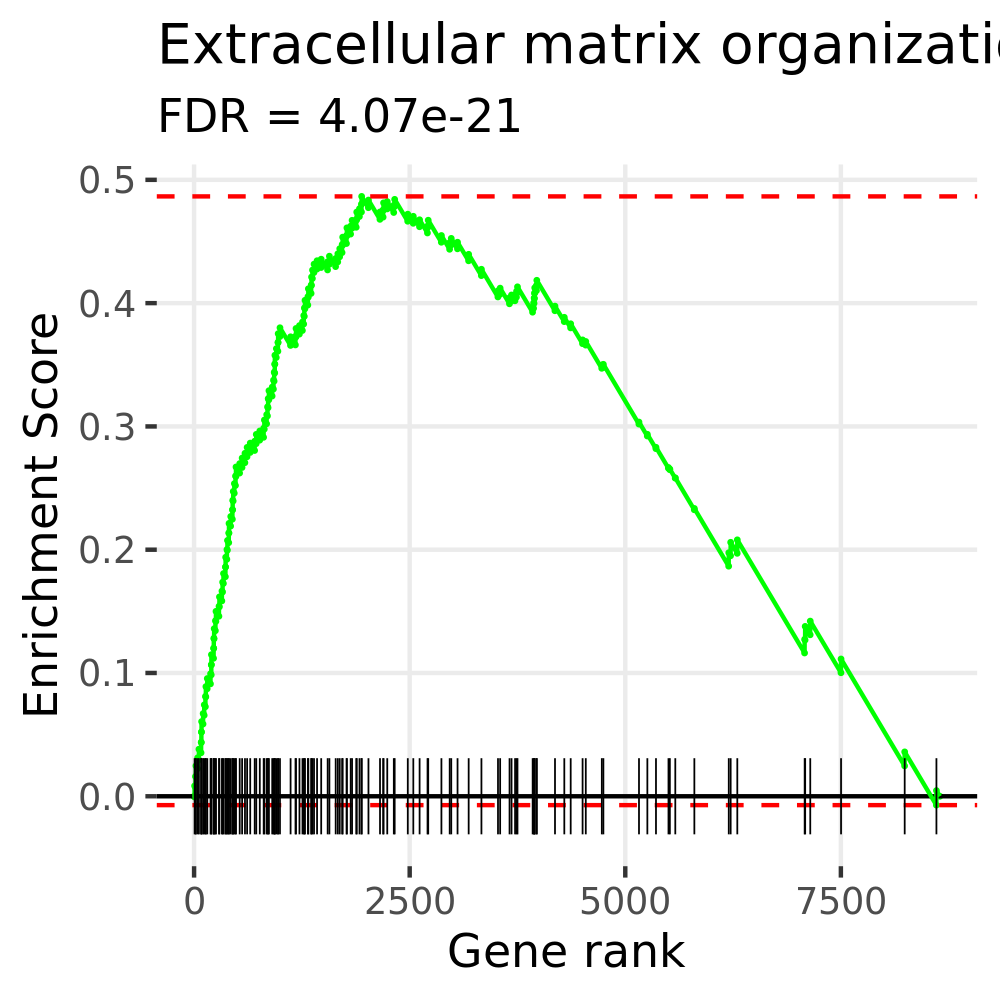 Extracellular matrix organizati
FDR = 4.07e-21
0.5
0.4
0.3
0.2
0.1
0.0
Enrichment Score
0 2500 5000 7500
Gene rank